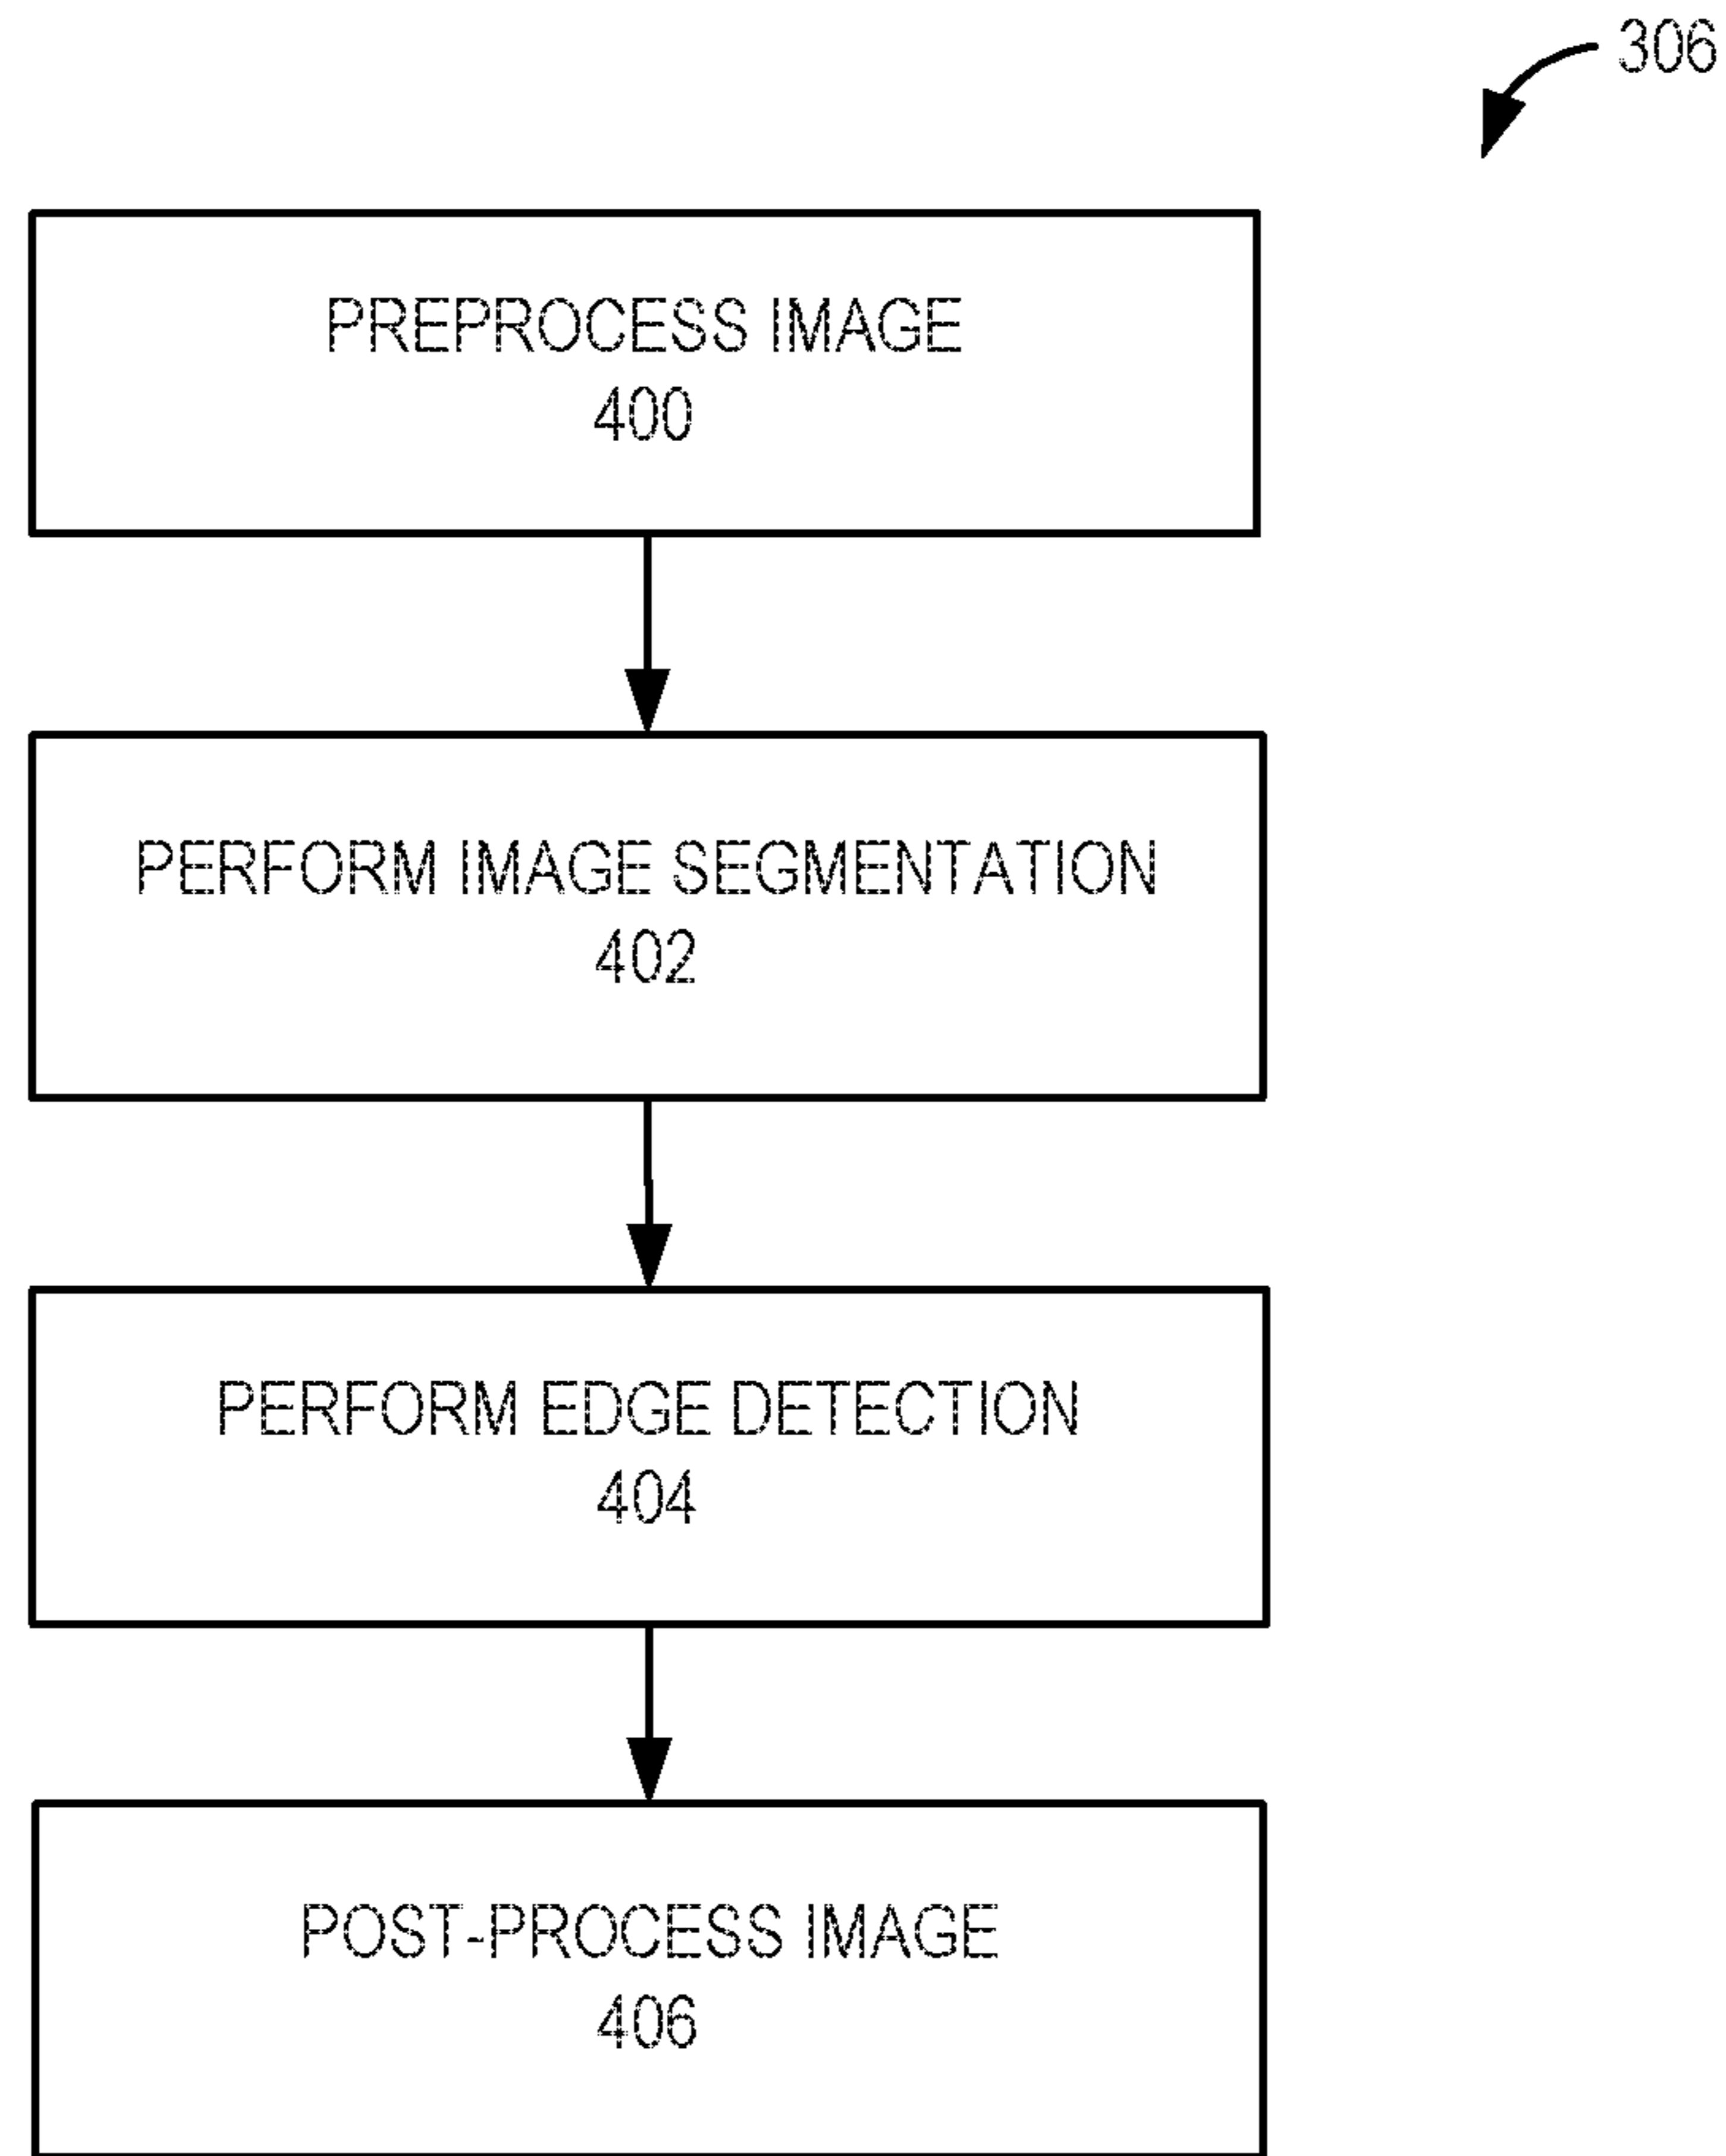 306
PREPROCESS IMAGE
400
PERFORM IMAGE SEGMENTATION
402
PERFORM EDGE DETECTION
404
POST-PROCESS IMAGE
406